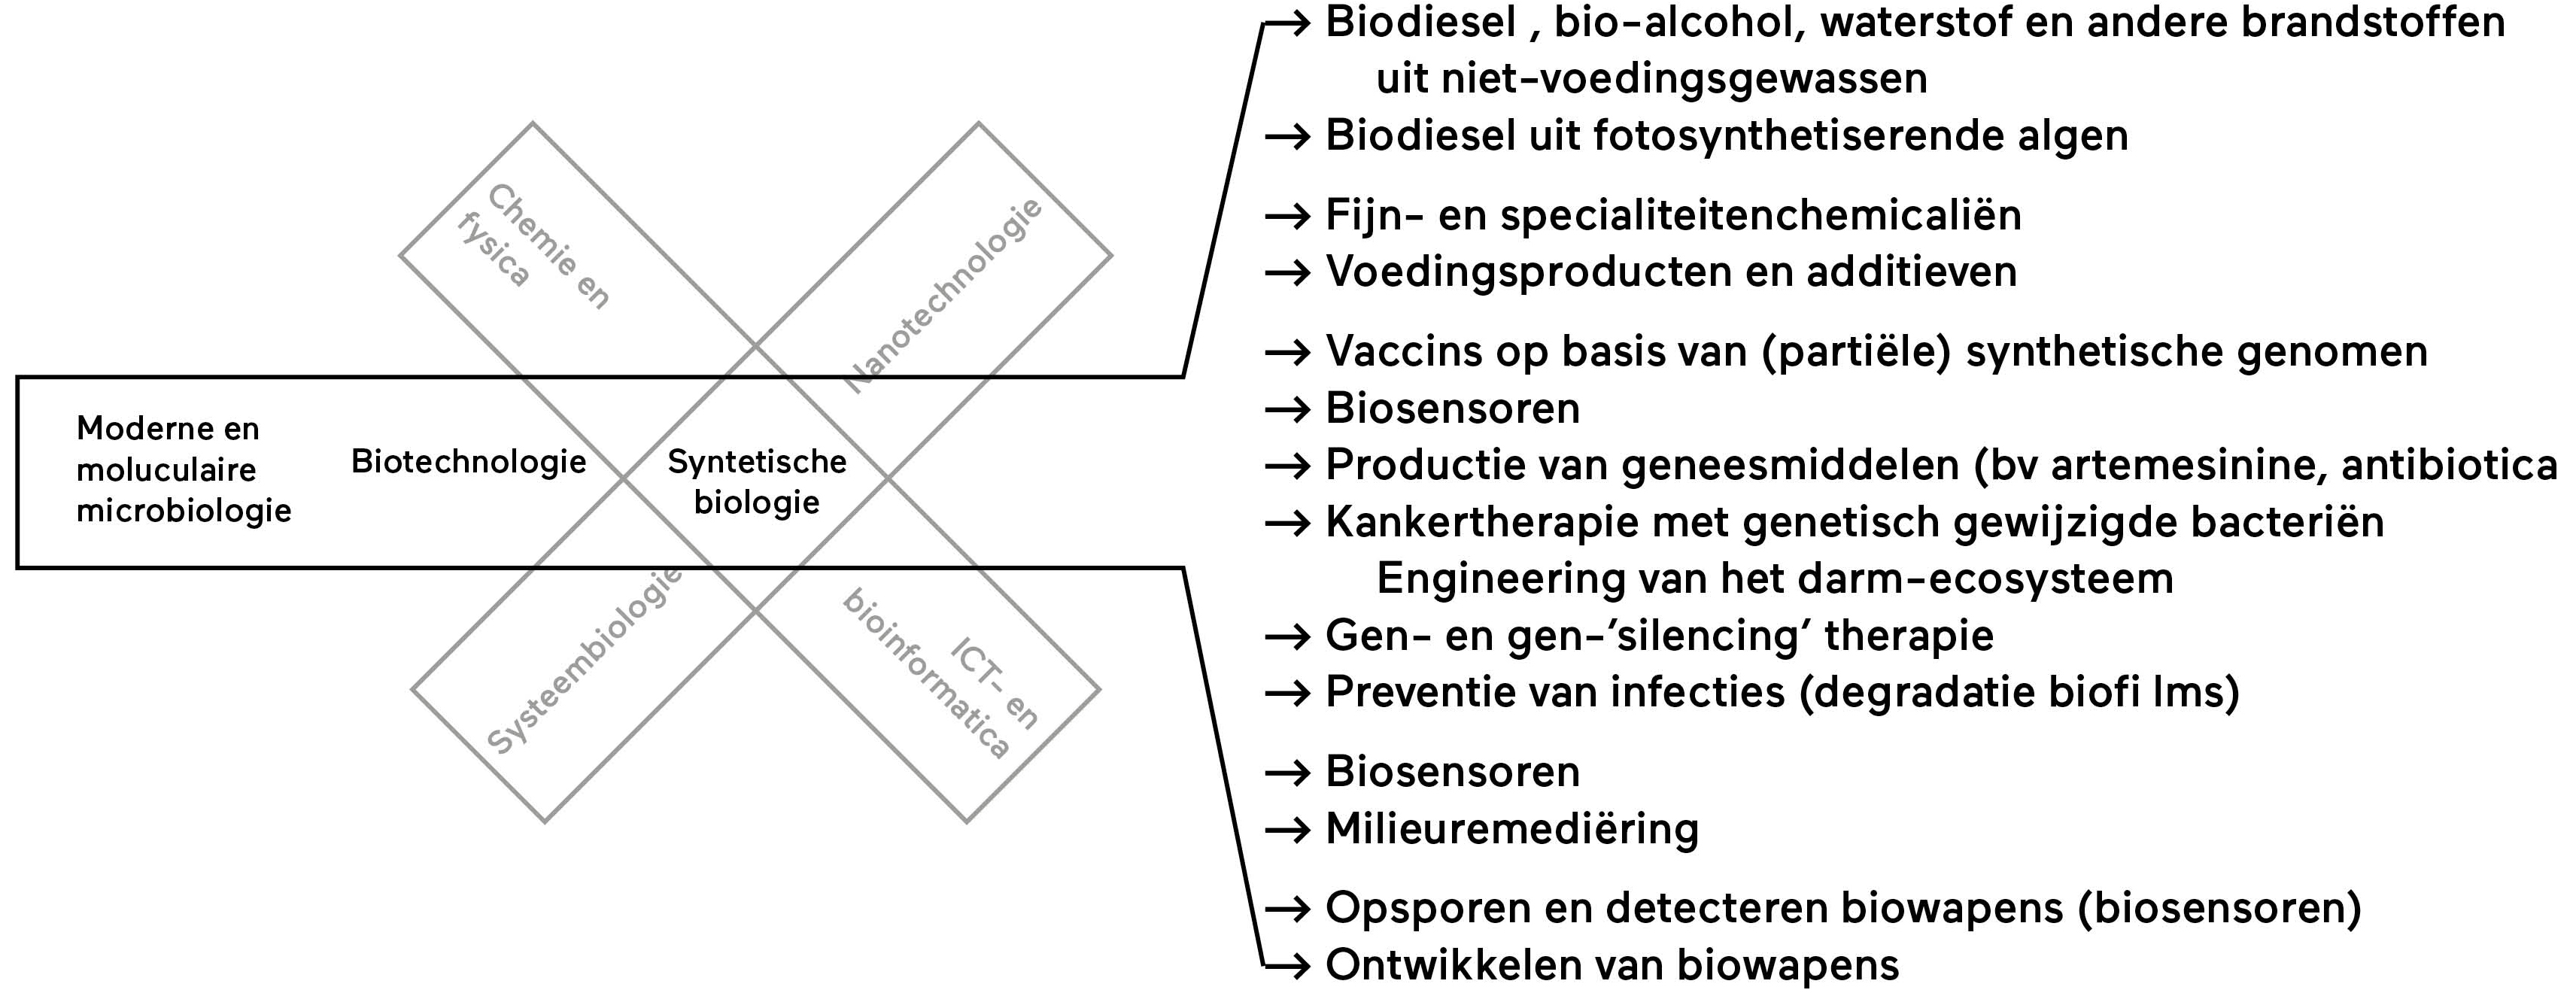 Chemie en
fysica
Nanotechnologie
Moderne en
moluculaire
microbiologie
Biotechnologie
Syntetische
biologie
Systeembiologie
ICT- en
bioinformatica
→ Biodiesel , bio-alcohol, waterstof en andere brandstoffen
uit niet-voedingsgewassen
→ Biodiesel uit fotosynthetiserende algen
→ Fijn- en specialiteitenchemicaliën
→ Voedingsproducten en additieven
→ Vaccins op basis van (partiële) synthetische genomen
→ Biosensoren
→ Productie van geneesmiddelen (bv artemesinine, antibiotica
→ Kankertherapie met genetisch gewijzigde bacteriën
Engineering van het darm-ecosysteem
→ Gen- en gen-’silencing’ therapie
→ Preventie van infecties (degradatie biofi lms)
→ Biosensoren
→ Milieuremediëring
→ Opsporen en detecteren biowapens (biosensoren)
→ Ontwikkelen van biowapens